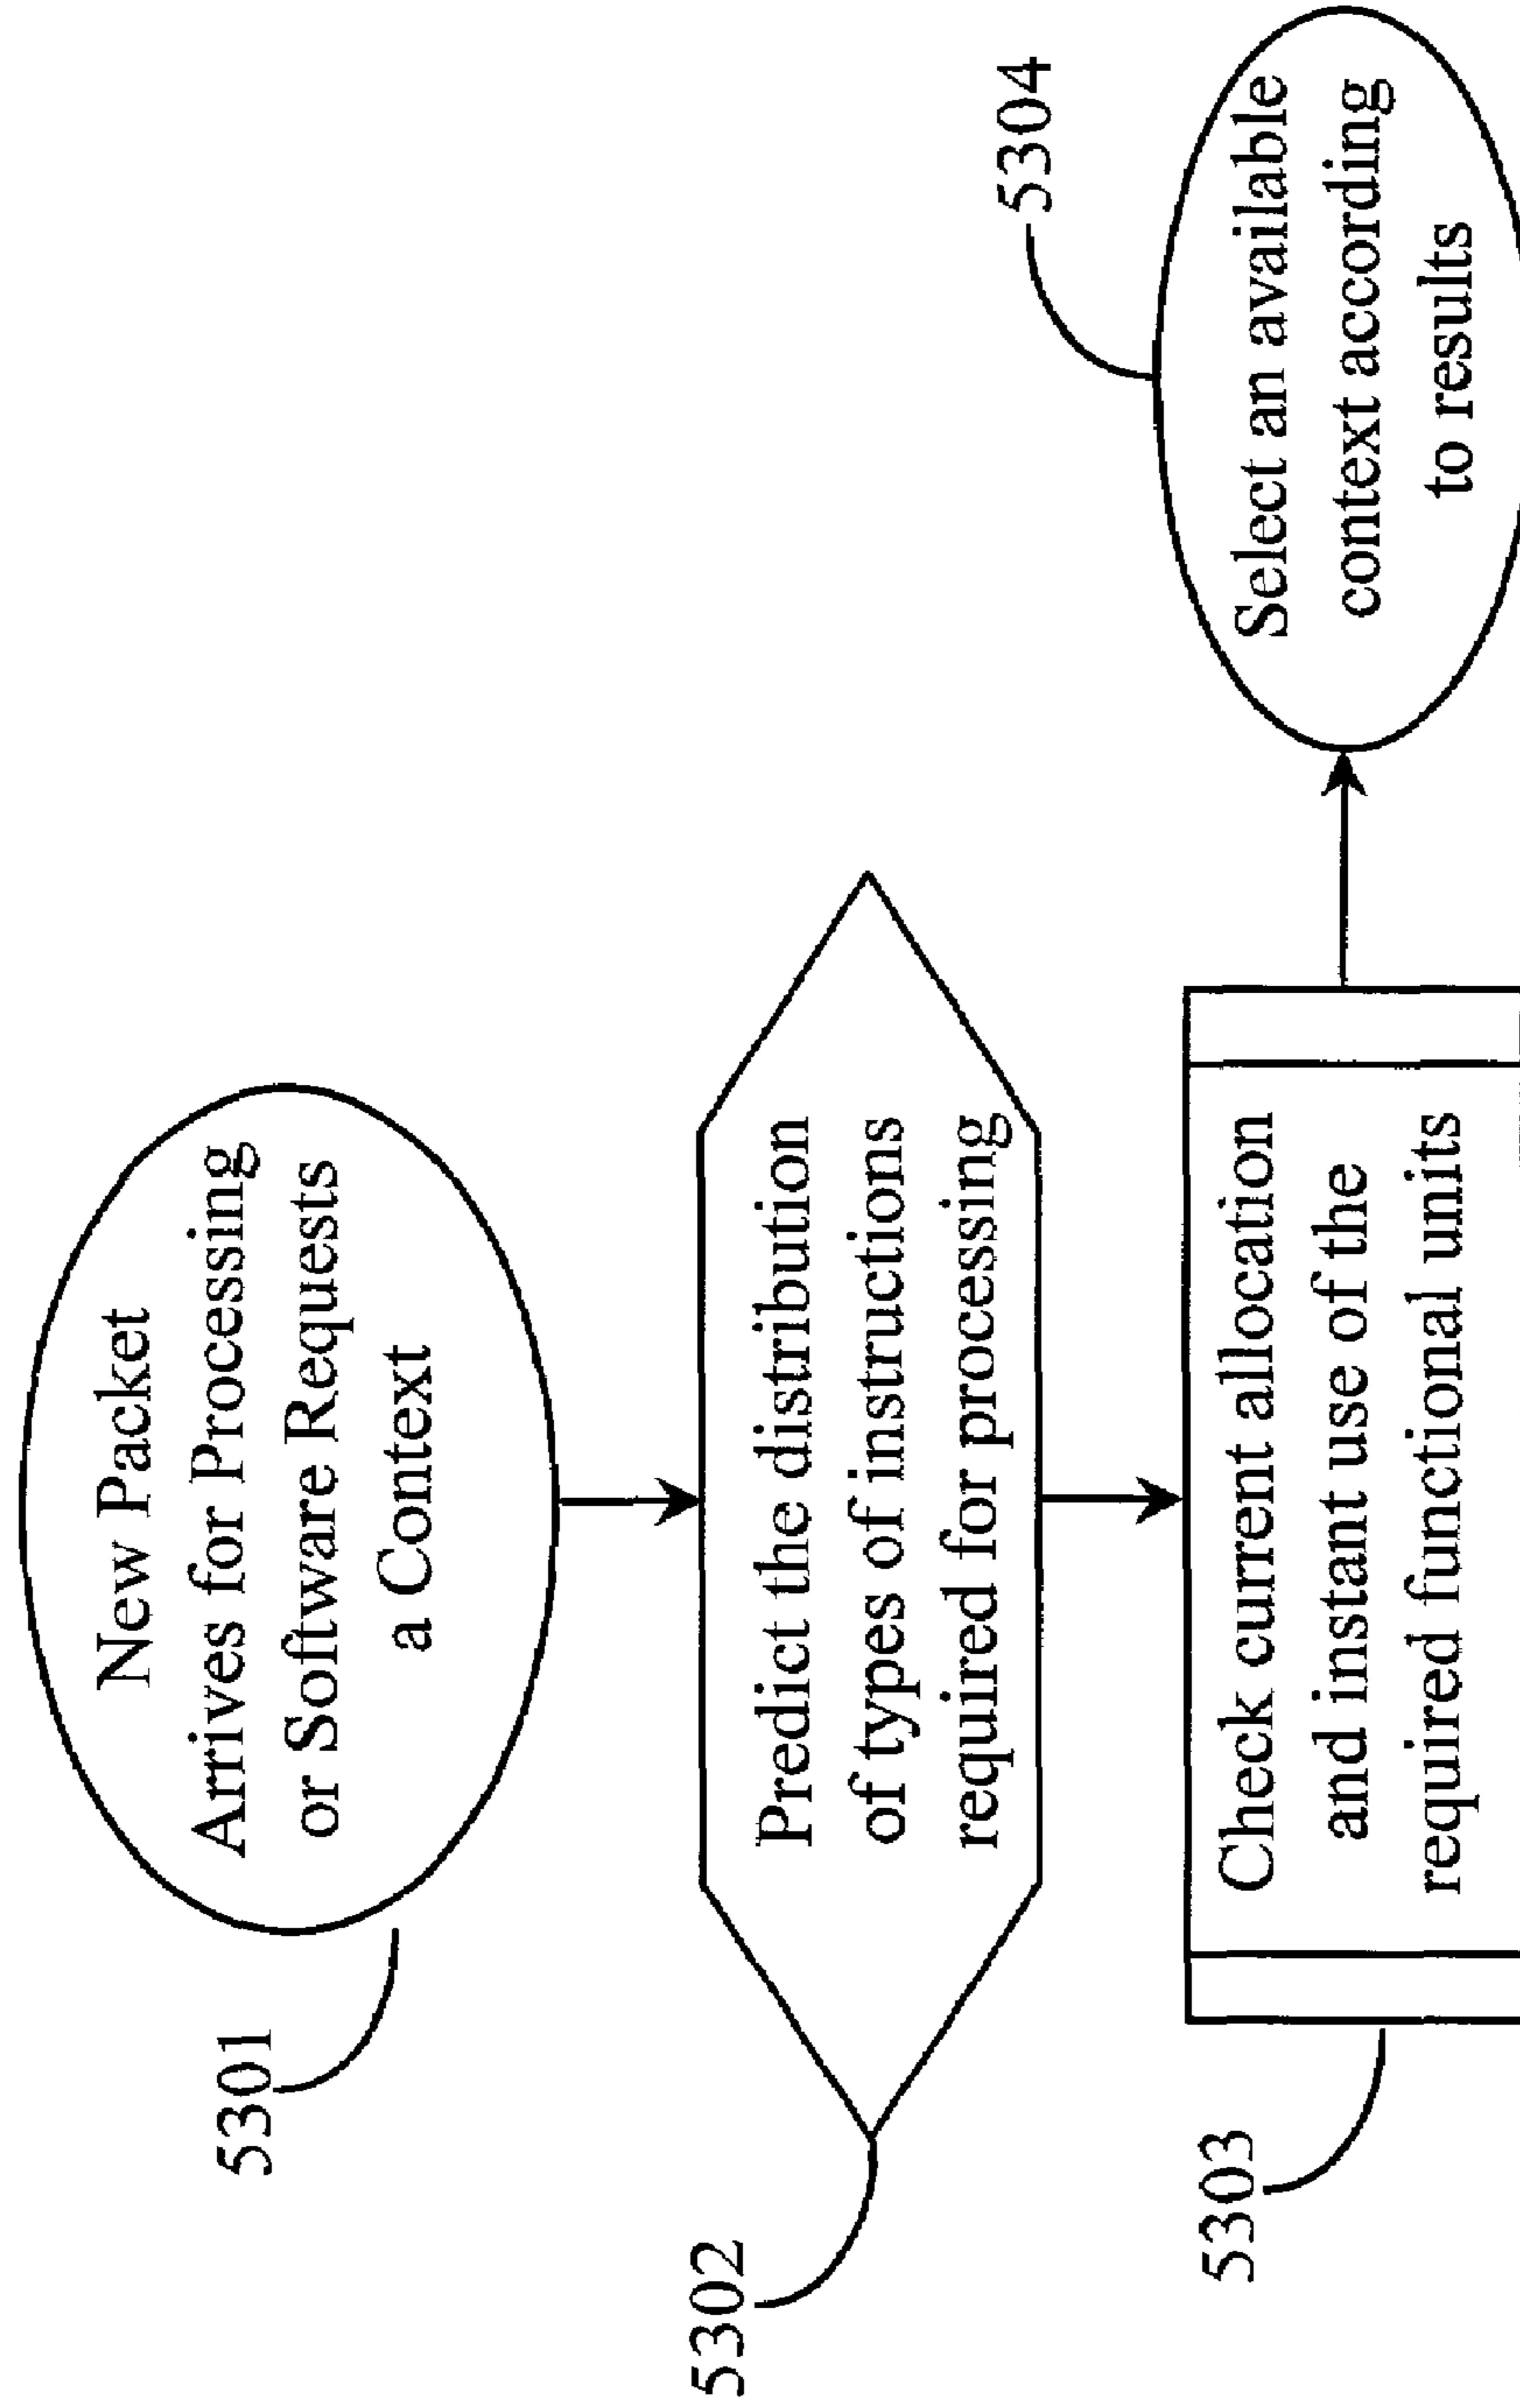 5301
New Packet
Arrives for Processing
or Software Requests
a Context
5302
Predict the distribution
of types of instructions
required for processing
5303
Check current allocation
and instant use of the
required functional units
5304
Select an available
context according
to results